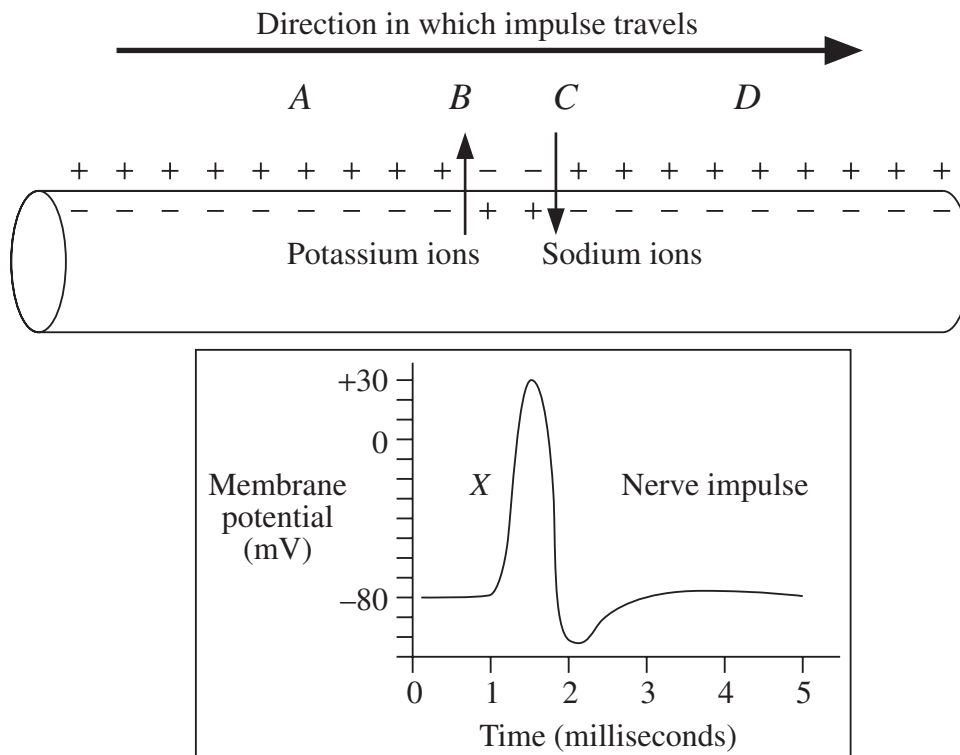 Direction in which impulse travels
A B C D
+ + + + + + + + + − − + + + + + + + + +
− − − − − − − − − + + − − − − − − − − −
Potassium ions Sodium ions
+30
0
Membrane
potential
(mV)
X
Nerve impulse
−80
0 1 2 3 4 5
Time (milliseconds)